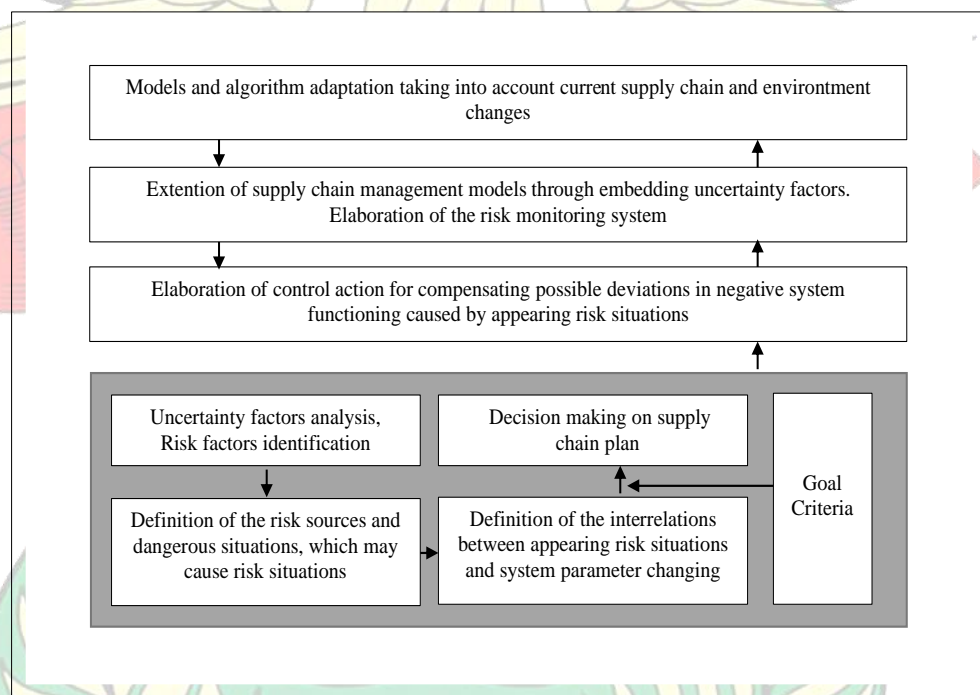 Models and algorithm adaptation taking into account current supply chain and environtment
changes
Extention of supply chain management models through embedding uncertainty factors.
Elaboration of the risk monitoring system
Elaboration of control action for compensating possible deviations in negative system
functioning caused by appearing risk situations
Uncertainty factors analysis,
Risk factors identification
Decision making on supply
chain plan
Goal
Criteria
Definition of the risk sources and
dangerous situations, which may
cause risk situations
Definition of the interrelations
between appearing risk situations
and system parameter changing